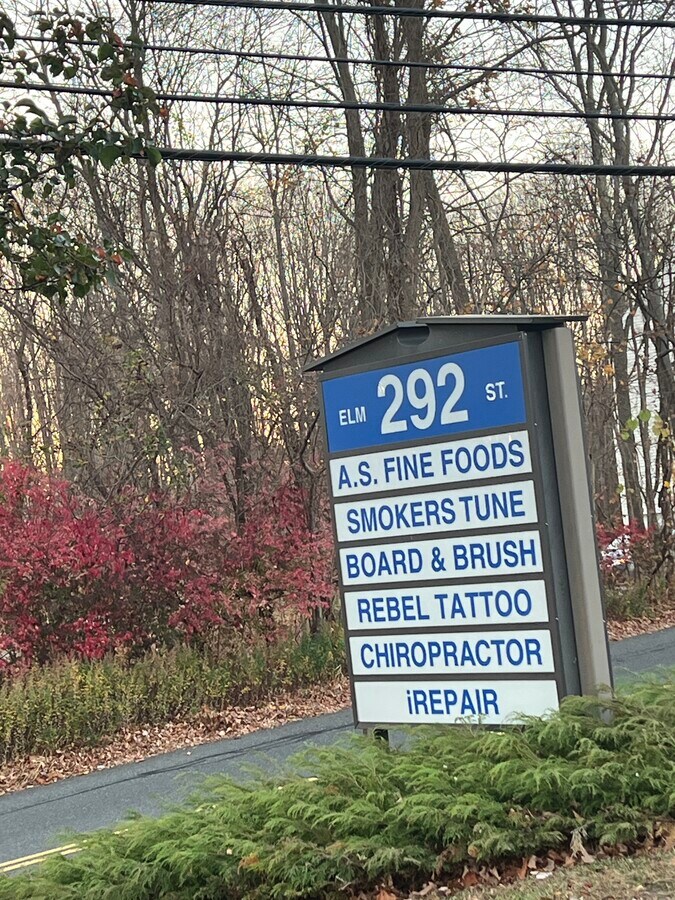 ELM 292 ST.
A.S. FINE FOODS
SMOKERS TUNE
BOARD & BRUSH
REBEL TATTOO
CHIROPRACTOR
iREPAIR